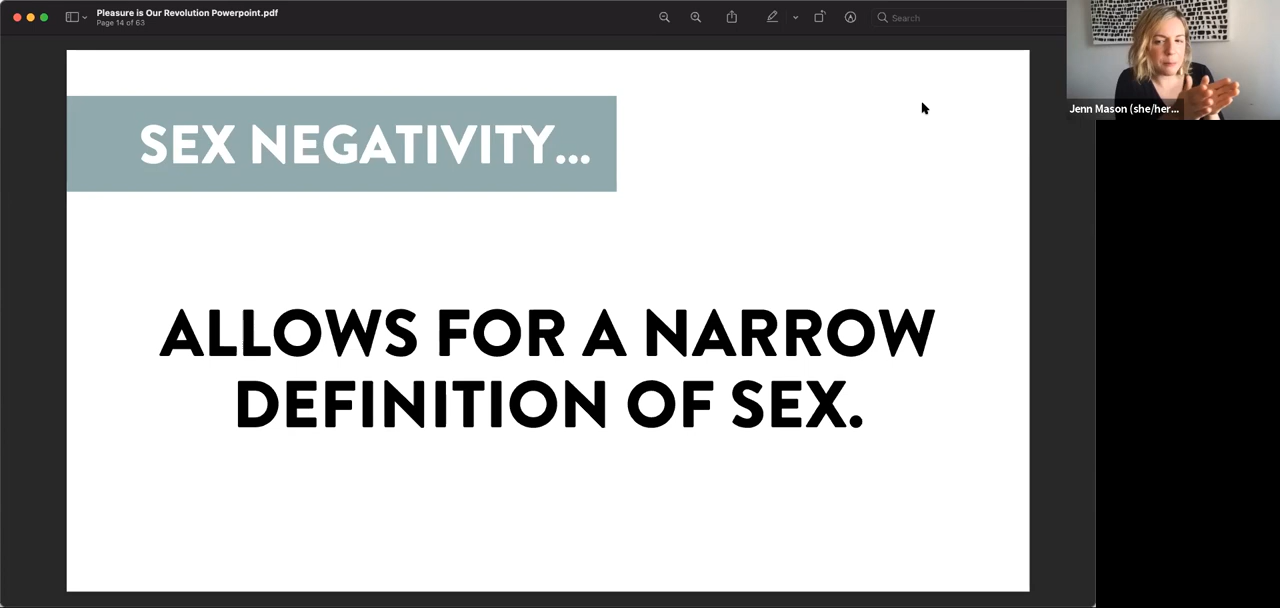 Pleasure is Our Revolution Powerpoint.pdf
Page 14 of 63
Search
Jenn Mason (she/her...
SEX NEGATIVITY...
ALLOWS FOR A NARROW
DEFINITION OF SEX.